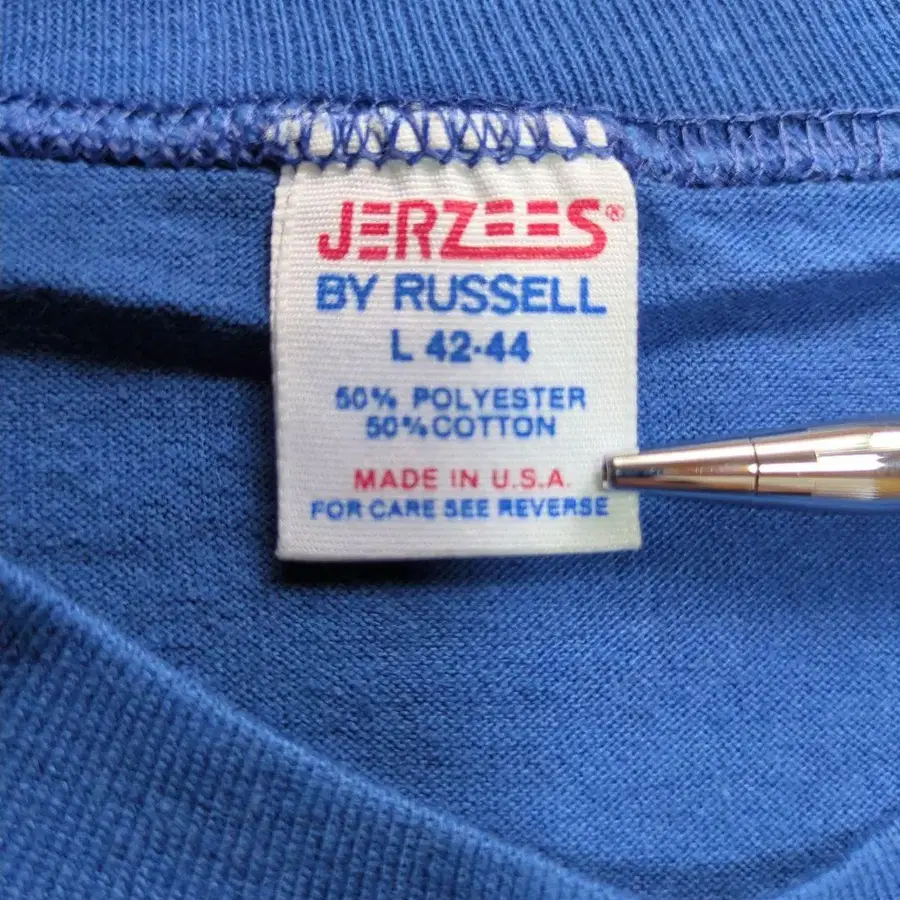 JERZEES®
BY RUSSELL
L 42-44
50% POLYESTER
50% COTTON
MADE IN U.S.A.
FOR CARE SEE REVERSE